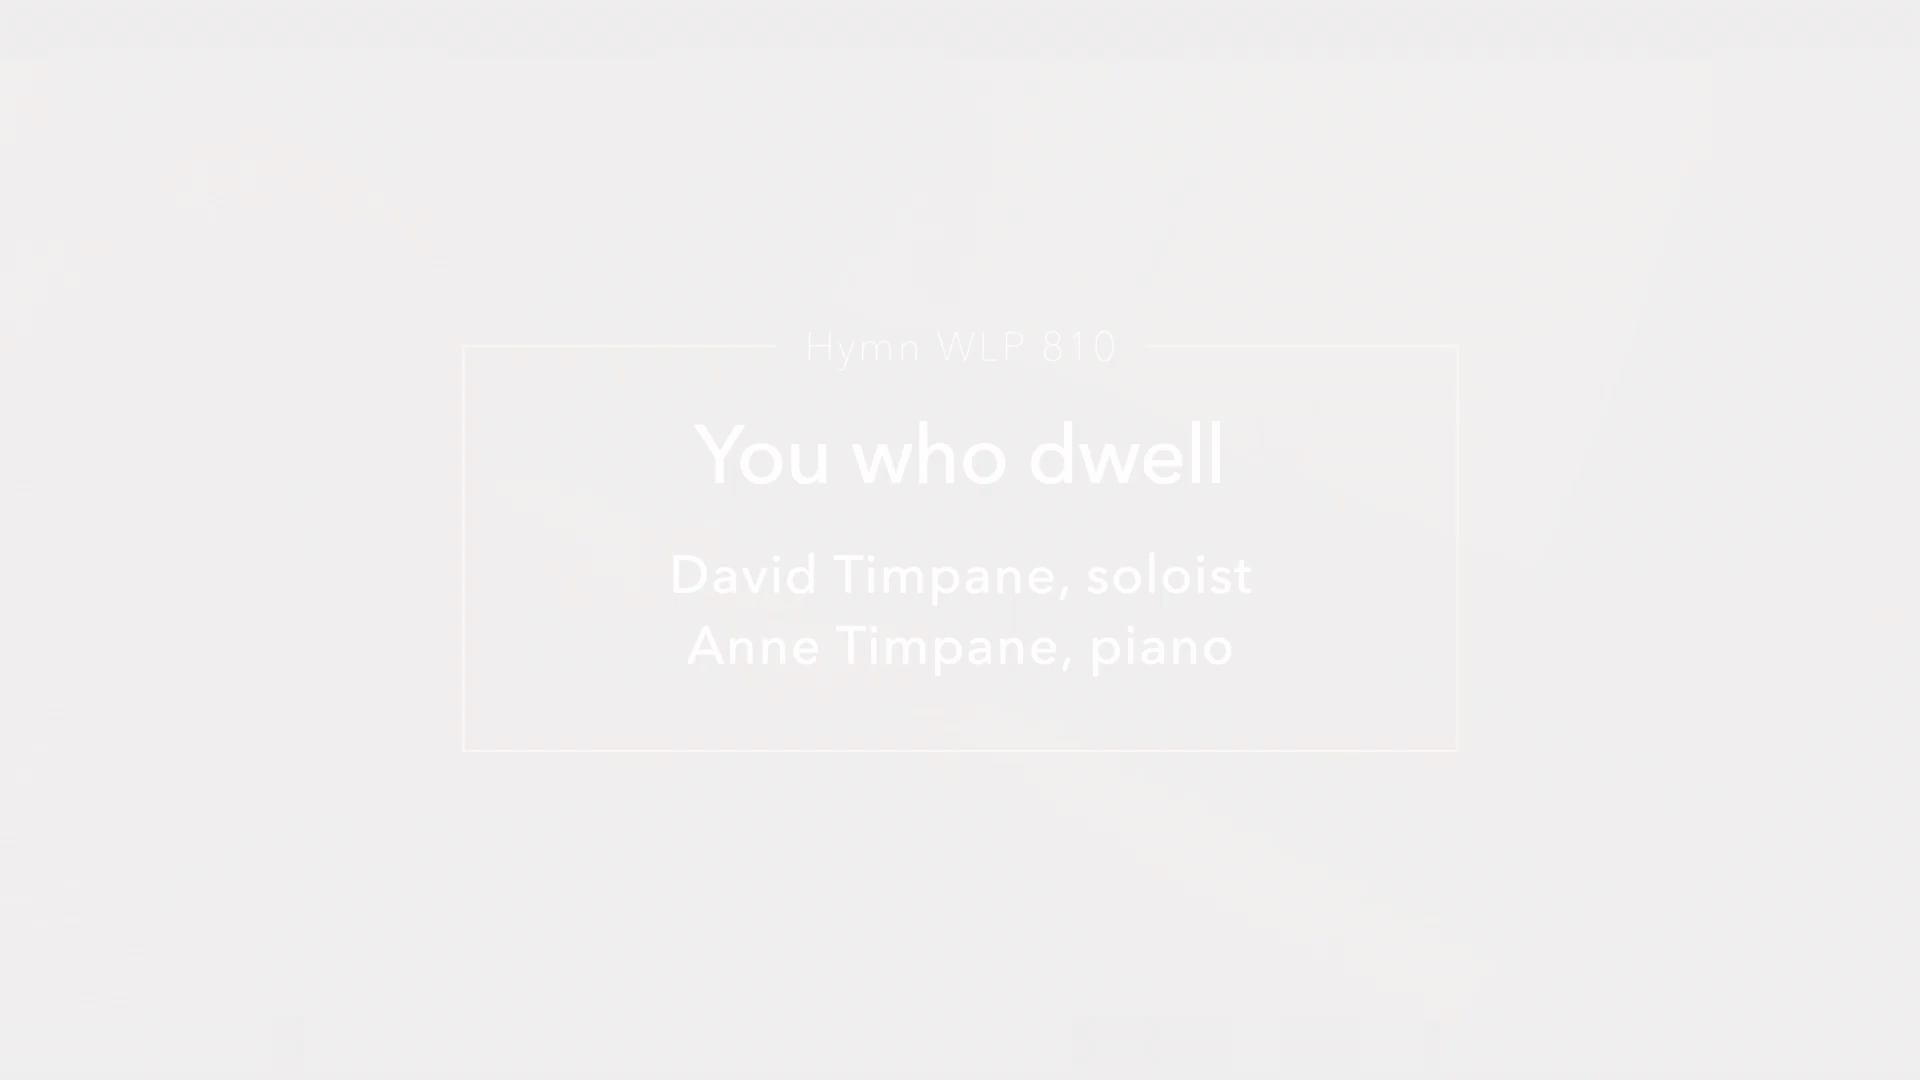 Hymn WLP 810
You who dwell
David Timpane, soloist
Anne Timpane, piano